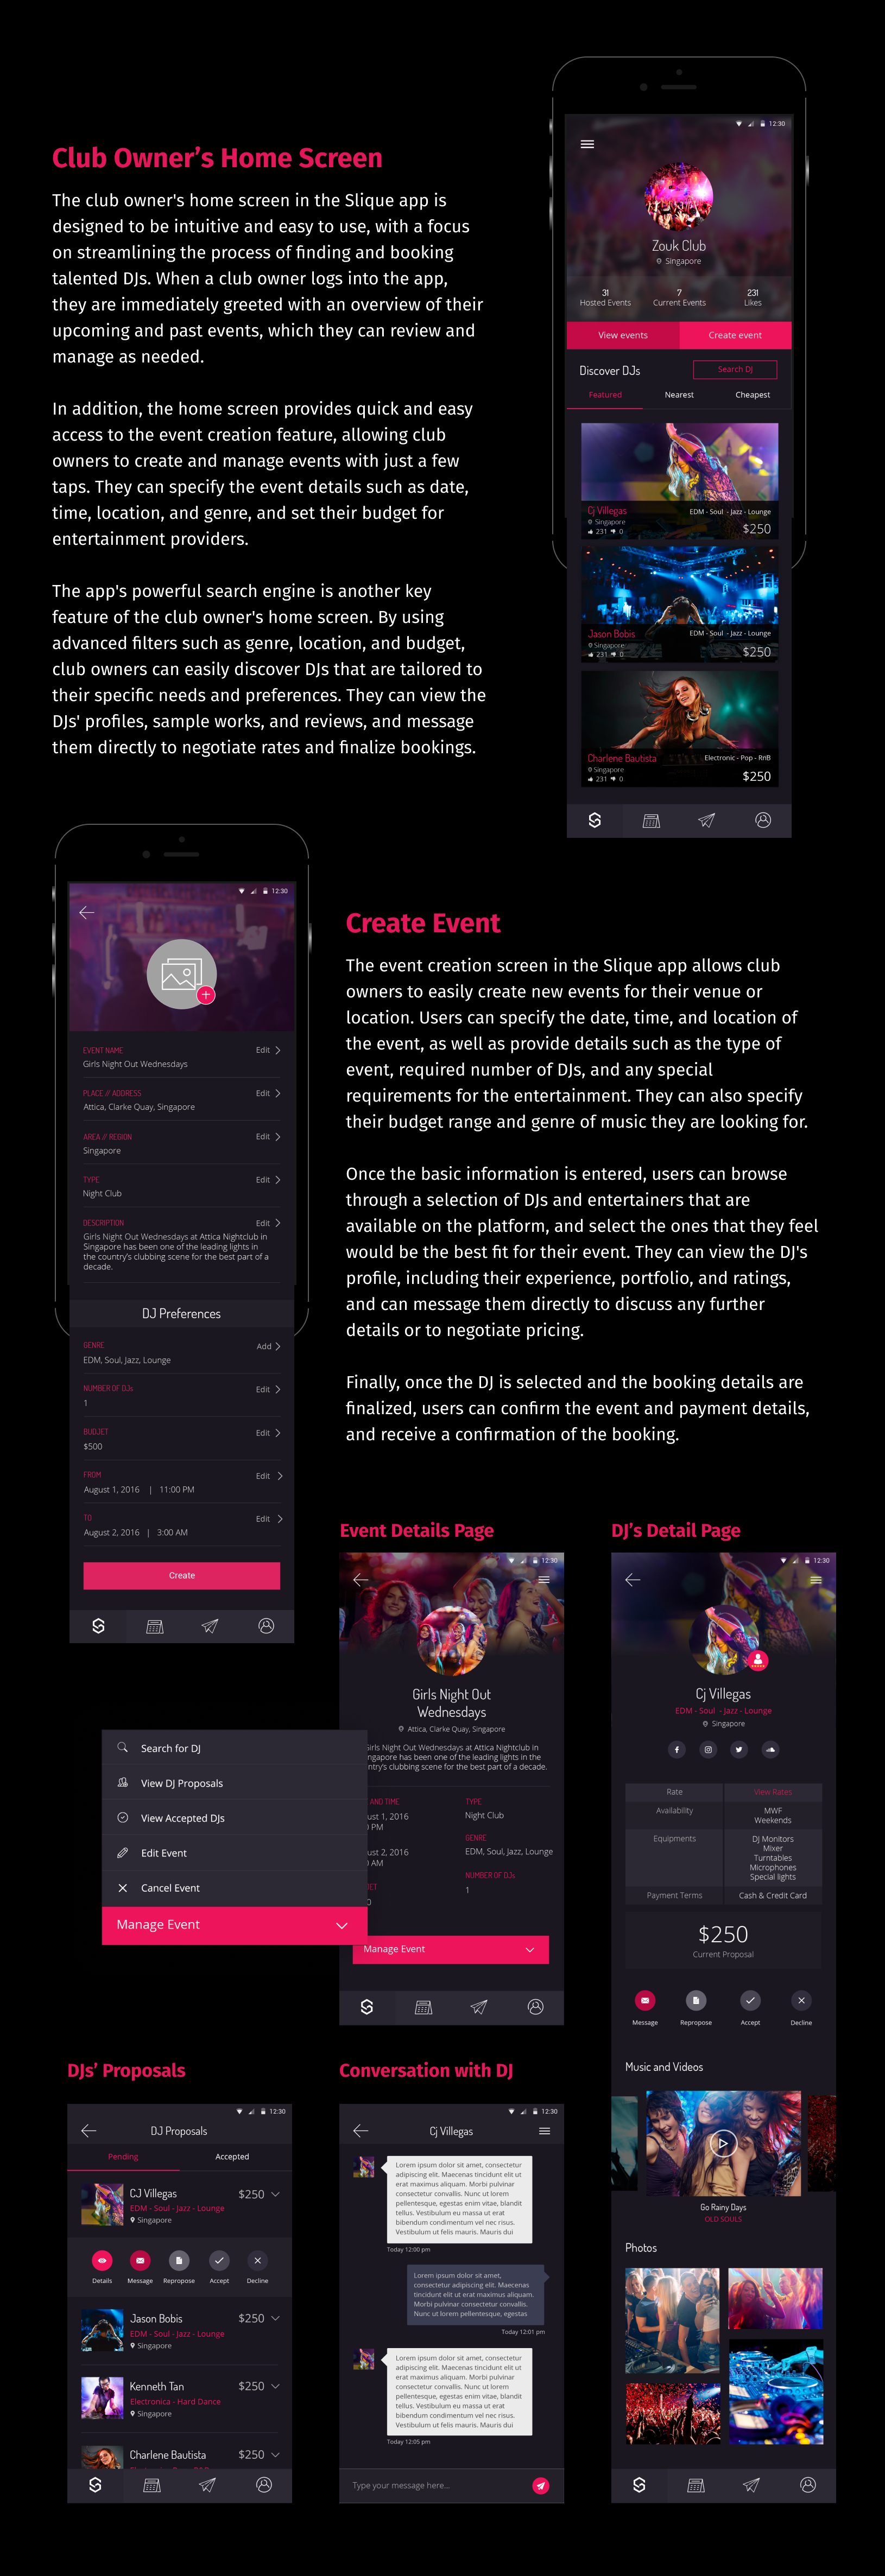 Club Owner’s Home Screen
The club owner's home screen in the Slique app is
designed to be intuitive and easy to use, with a focus
on streamlining the process of finding and booking
talented DJs. When a club owner logs into the app,
they are immediately greeted with an overview of their
upcoming and past events, which they can review and
manage as needed.
In addition, the home screen provides quick and easy
access to the event creation feature, allowing club
owners to create and manage events with just a few
taps. They can specify the event details such as date,
time, location, and genre, and set their budget for
entertainment providers.
The app's powerful search engine is another key
feature of the club owner's home screen. By using
advanced filters such as genre, location, and budget,
club owners can easily discover DJs that are tailored to
their specific needs and preferences. They can view the
DJs' profiles, sample works, and reviews, and message
them directly to negotiate rates and finalize bookings.
12:30
Zouk Club
Singapore
31 7 231
Hosted Events Current Events Likes
View events Create event
Discover DJs Search DJ
Featured Nearest Cheapest
Cj Villegas EDM - Soul - Jazz - Lounge
Singapore
231 0 $250
Jason Bobis EDM - Soul - Jazz - Lounge
Singapore
231 0 $250
Charlene Bautista Electronic - Pop - RnB
Singapore
231 0 $250
12:30
EVENT NAME Edit
Girls Night Out Wednesdays
PLACE // ADDRESS Edit
Attica, Clarke Quay, Singapore
AREA // REGION Edit
Singapore
TYPE Edit
Night Club
DESCRIPTION Edit
Girls Night Out Wednesdays at Attica Nightclub in
Singapore has been one of the leading lights in
the country's clubbing scene for the best part of a
decade.
DJ Preferences
GENRE Add
EDM, Soul, Jazz, Lounge
NUMBER OF DJs Edit
1
BUDJET Edit
$500
FROM Edit
August 1, 2016 | 11:00 PM
TO Edit
August 2, 2016 | 3:00 AM
Create
Create Event
The event creation screen in the Slique app allows club
owners to easily create new events for their venue or
location. Users can specify the date, time, and location of
the event, as well as provide details such as the type of
event, required number of DJs, and any special
requirements for the entertainment. They can also specify
their budget range and genre of music they are looking for.
Once the basic information is entered, users can browse
through a selection of DJs and entertainers that are
available on the platform, and select the ones that they feel
would be the best fit for their event. They can view the DJ's
profile, including their experience, portfolio, and ratings,
and can message them directly to discuss any further
details or to negotiate pricing.
Finally, once the DJ is selected and the booking details are
finalized, users can confirm the event and payment details,
and receive a confirmation of the booking.
Event Details Page
12:30
Girls Night Out
Wednesdays
Attica, Clarke Quay, Singapore
Girls Night Out Wednesdays at Attica Nightclub in
ngapore has been one of the leading lights in the
ntry's clubbing scene for the best part of a decade.
AND TIME TYPE
ust 1, 2016 Night Club
PM
GENRE
ust 2, 2016 EDM, Soul, Jazz, Lounge
AM
NUMBER OF DJs
ET 1
0
Manage Event
Search for DJ
View DJ Proposals
View Accepted DJs
Edit Event
Cancel Event
Manage Event
DJ’s Detail Page
12:30
Cj Villegas
EDM - Soul - Jazz - Lounge
Singapore
Rate View Rates
Availability MWF
Weekends
Equipments DJ Monitors
Mixer
Turntables
Microphones
Special lights
Payment Terms Cash & Credit Card
$250
Current Proposal
Message Repropose Accept Decline
Music and Videos
Go Rainy Days
OLD SOULS
Photos
DJs’ Proposals
12:30
DJ Proposals
Pending Accepted
CJ Villegas $250
EDM - Soul - Jazz - Lounge
Singapore
Details Message Repropose Accept Decline
Jason Bobis $250
EDM - Soul - Jazz - Lounge
Singapore
Kenneth Tan $250
Electronica - Hard Dance
Singapore
Charlene Bautista $250
Conversation with DJ
12:30
Cj Villegas
Lorem ipsum dolor sit amet, consectetur
adipiscing elit. Maecenas tincidunt elit ut
erat maximus aliquam. Morbi pulvinar
consectetur convallis. Nunc ut lorem
pellentesque, egestas enim vitae, blandit
tellus. Vestibulum eu massa ut erat
bibendum condimentum vel nec risus.
Vestibulum ut felis mauris. Mauris dui
Today 12:00 pm
Lorem ipsum dolor sit amet,
consectetur adipiscing elit. Maecenas
tincidunt elit ut erat maximus aliquam.
Morbi pulvinar consectetur convallis.
Nunc ut lorem pellentesque, egestas
Today 12:01 pm
Lorem ipsum dolor sit amet, consectetur
adipiscing elit. Maecenas tincidunt elit ut
erat maximus aliquam. Morbi pulvinar
consectetur convallis. Nunc ut lorem
pellentesque, egestas enim vitae, blandit
tellus. Vestibulum eu massa ut erat
bibendum condimentum vel nec risus.
Vestibulum ut felis mauris. Mauris dui
Today 12:05 pm
Type your message here...